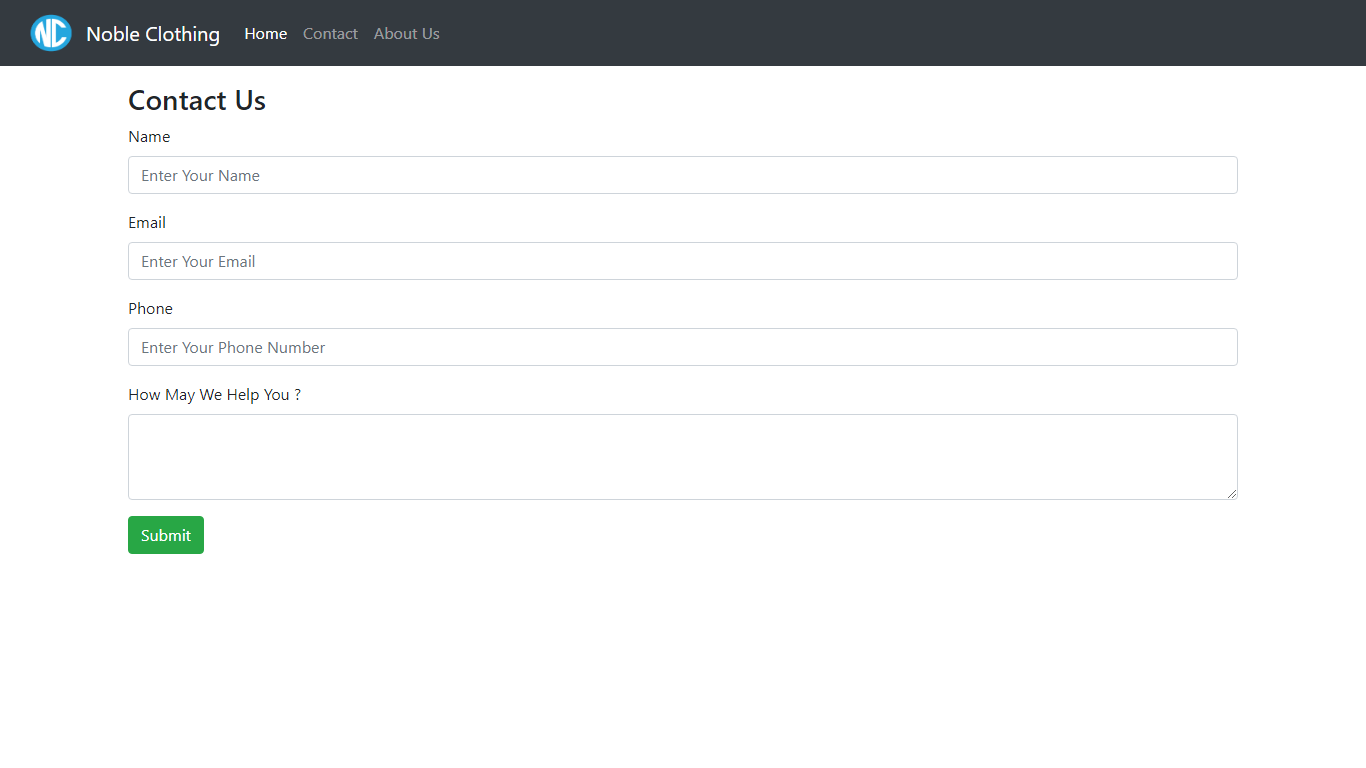 NC Noble Clothing Home Contact About Us
Contact Us
Name
Enter Your Name
Email
Enter Your Email
Phone
Enter Your Phone Number
How May We Help You ?
Submit